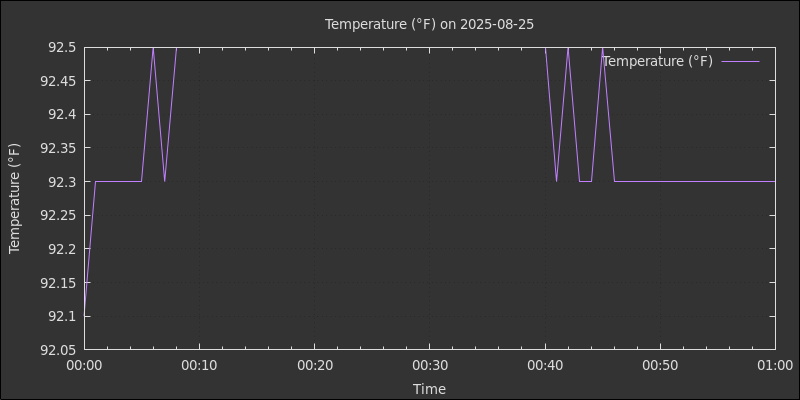 Temperature (°F) on 2025-08-25
Temperature (°F)
92.5
92.45
92.4
92.35
92.3
92.25
92.2
92.15
92.1
92.05
Temperature (°F)
00:00 00:10 00:20 00:30 00:40 00:50 01:00
Time